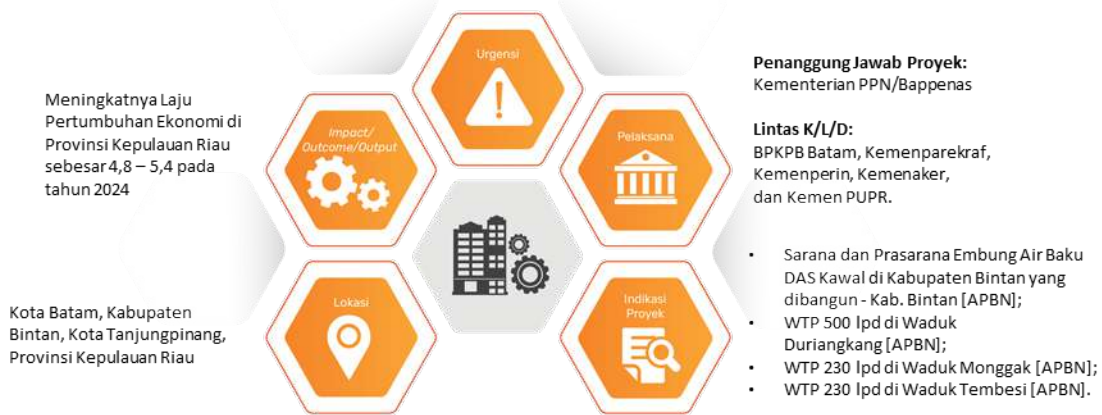 Urgensi
Meningkatnya Laju
Pertumbuhan Ekonomi di
Provinsi Kepulauan Riau
sebesar 4,8 – 5,4 pada
tahun 2024
Impact/
Outcome/Output
Pelaksana
Penanggung Jawab Proyek:
Kementerian PPN/Bappenas
Lintas K/L/D:
BPKPB Batam, Kemenparekraf,
Kemenperin, Kemenaker,
dan Kemen PUPR.
Kota Batam, Kabupaten
Bintan, Kota Tanjungpinang,
Provinsi Kepulauan Riau
Lokasi
Indikasi
Proyek
• Sarana dan Prasarana Embung Air Baku
DAS Kawal di Kabupaten Bintan yang
dibangun - Kab. Bintan [APBN];
• WTP 500 lpd di Waduk
Duriangkang [APBN];
• WTP 230 lpd di Waduk Monggak [APBN];
• WTP 230 lpd di Waduk Tembesi [APBN].